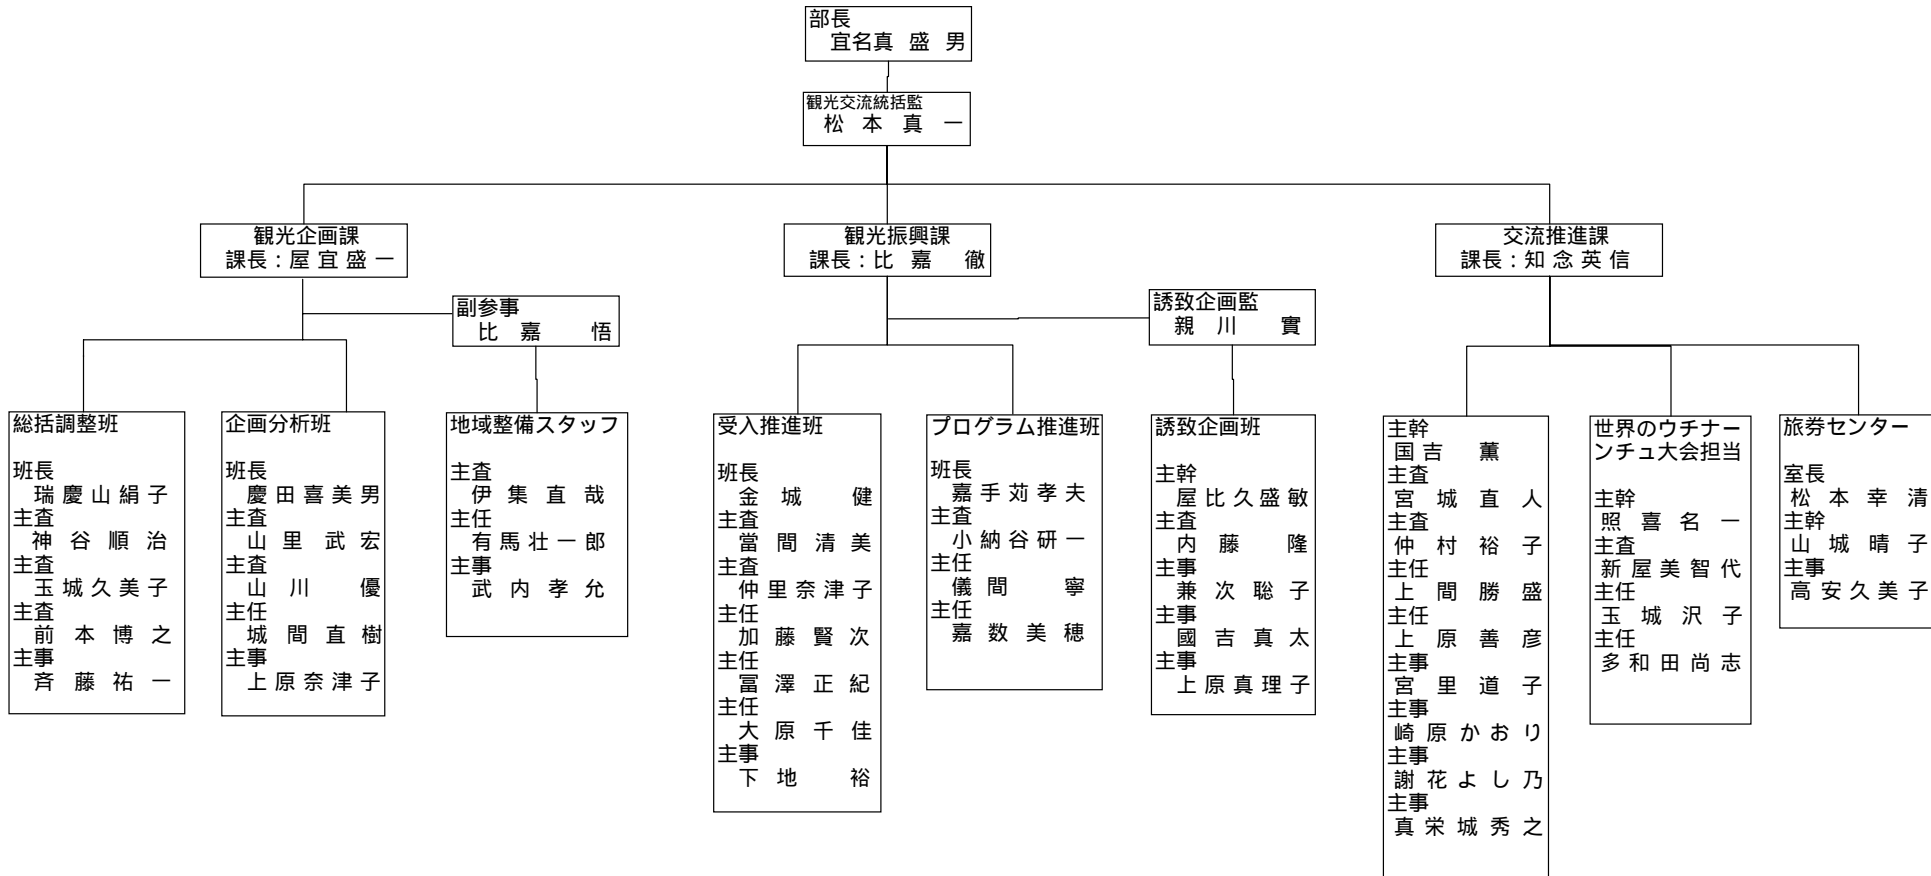 部長
宜名真 盛 男
観光交流統括監
松 本 真 一
観光企画課
課長：屋 宜 盛 一
観光振興課
課長：比 嘉 徹
交流推進課
課長：知 念 英 信
副参事
比 嘉 悟
誘致企画監
親 川 實
総括調整班
班長
瑞慶山絹子
主査
神 谷 順 治
主査
玉城久美子
主査
前 本 博 之
主事
斉 藤 祐 一
企画分析班
班長
慶田喜美男
主査
山 里 武 宏
主査
山 川 優
主任
城 間 直 樹
主事
上原奈津子
地域整備スタッフ
主査
伊 集 直 哉
主任
有馬壮一郎
主事
武 内 孝 允
受入推進班
班長
金 城 健
主査
當 間 清 美
主査
仲里奈津子
主任
加 藤 賢 次
主任
冨 澤 正 紀
主任
大 原 千 佳
主事
下 地 裕
プログラム推進班
班長
嘉手苅孝夫
主査
小納谷研一
主任
儀 間 寧
主任
嘉 数 美 穂
誘致企画班
主幹
屋比久盛敏
主査
内 藤 隆
主事
兼 次 聡 子
主事
國 吉 真 太
主事
上原真理子
主幹
国 吉 薫
主査
宮 城 直 人
主査
仲 村 裕 子
主任
上 間 勝 盛
主任
上 原 善 彦
主事
宮 里 道 子
主事
崎原かおり
主事
謝花よし乃
主事
真栄城秀之
世界のウチナー
ンチュ大会担当
主幹
照 喜 名 一
主査
新屋美智代
主任
玉 城 沢 子
主任
多和田尚志
旅券センター
室長
松 本 幸 清
主幹
山 城 晴 子
主事
高安久美子